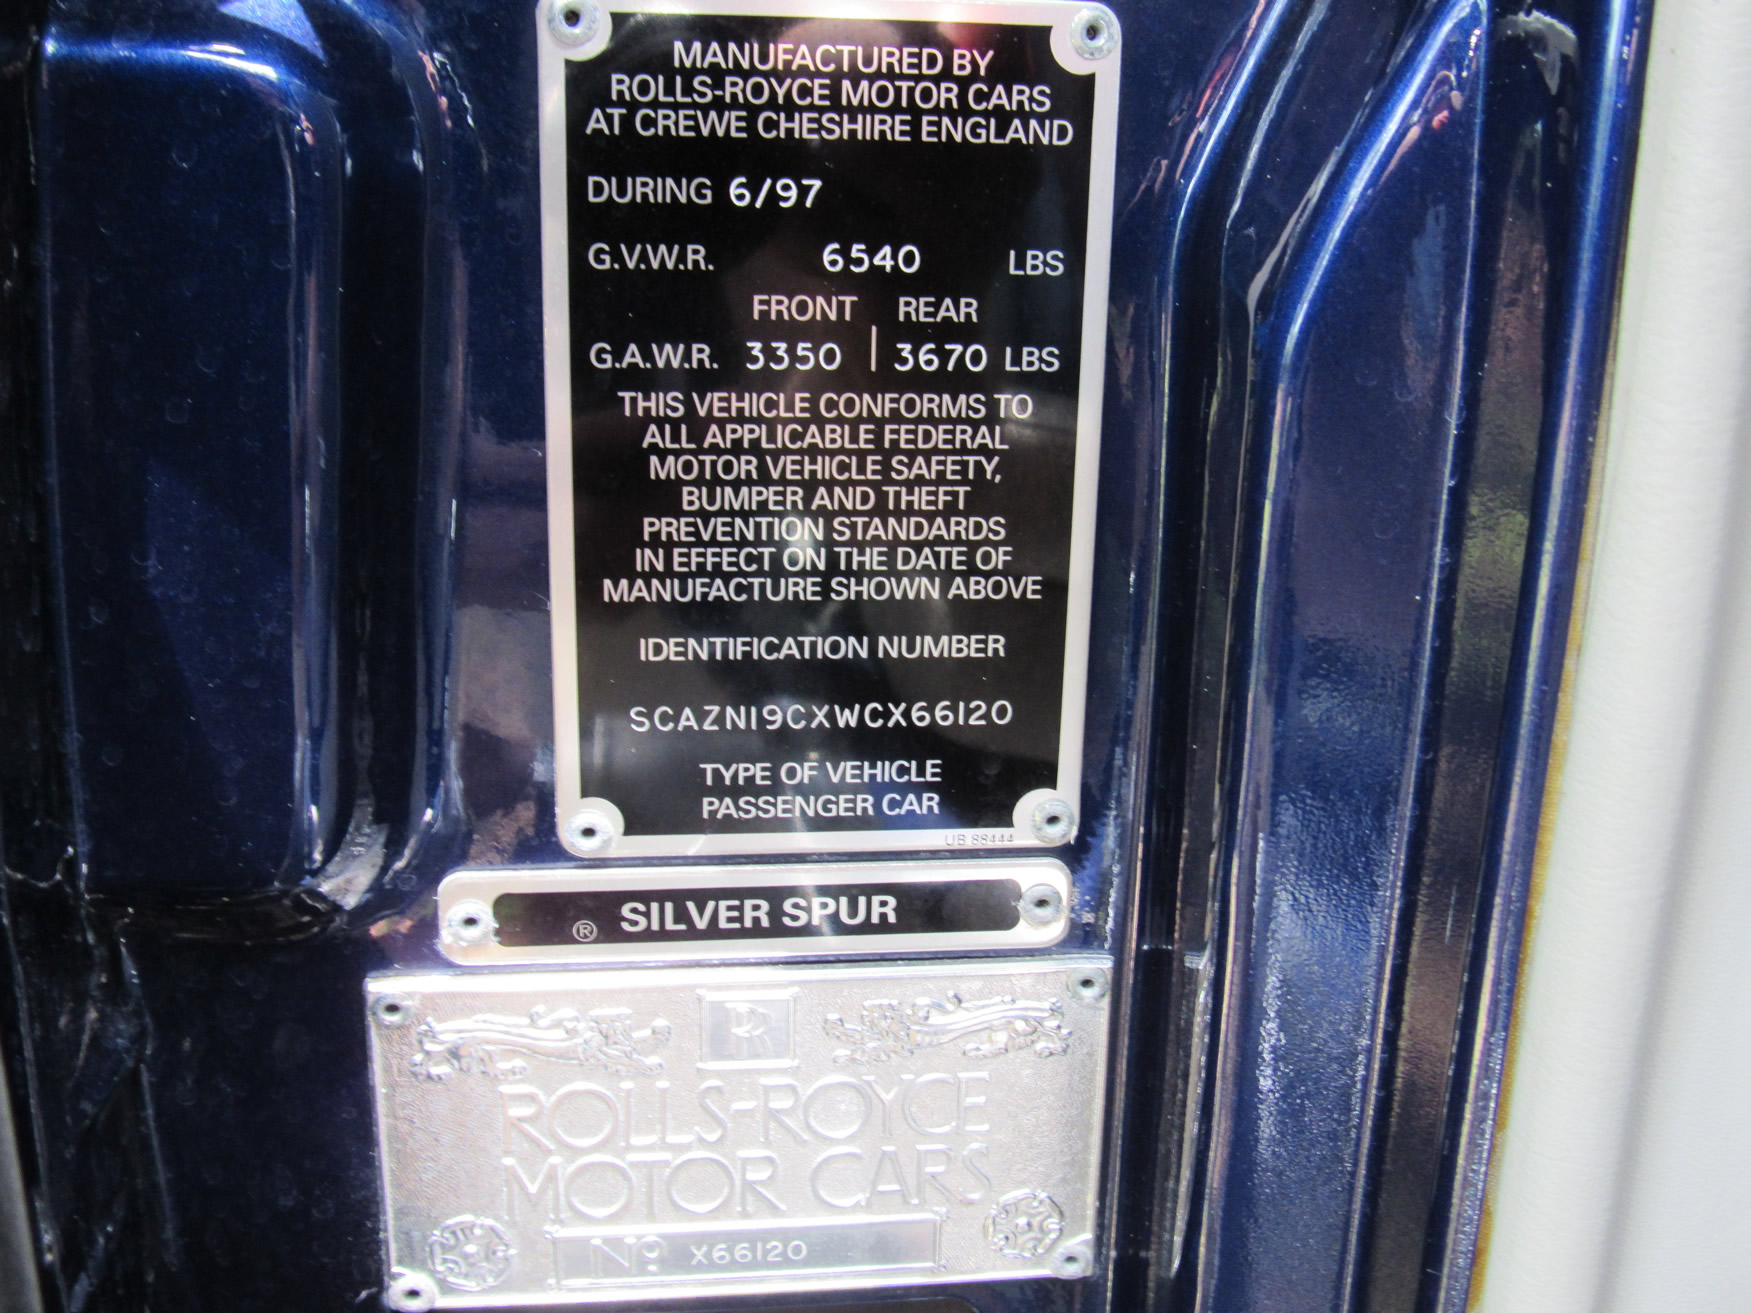 MANUFACTURED BY
ROLLS-ROYCE MOTOR CARS
AT CREWE CHESHIRE ENGLAND
DURING 6/97
G.V.W.R. 6540 LBS
FRONT REAR
G.A.W.R. 3350 | 3670 LBS
THIS VEHICLE CONFORMS TO
ALL APPLICABLE FEDERAL
MOTOR VEHICLE SAFETY,
BUMPER AND THEFT
PREVENTION STANDARDS
IN EFFECT ON THE DATE OF
MANUFACTURE SHOWN ABOVE
IDENTIFICATION NUMBER
SCAZN19CXWCX66120
TYPE OF VEHICLE
PASSENGER CAR
UB 88444
® SILVER SPUR
RR
ROLLS-ROYCE
MOTOR CARS
Nº X66120